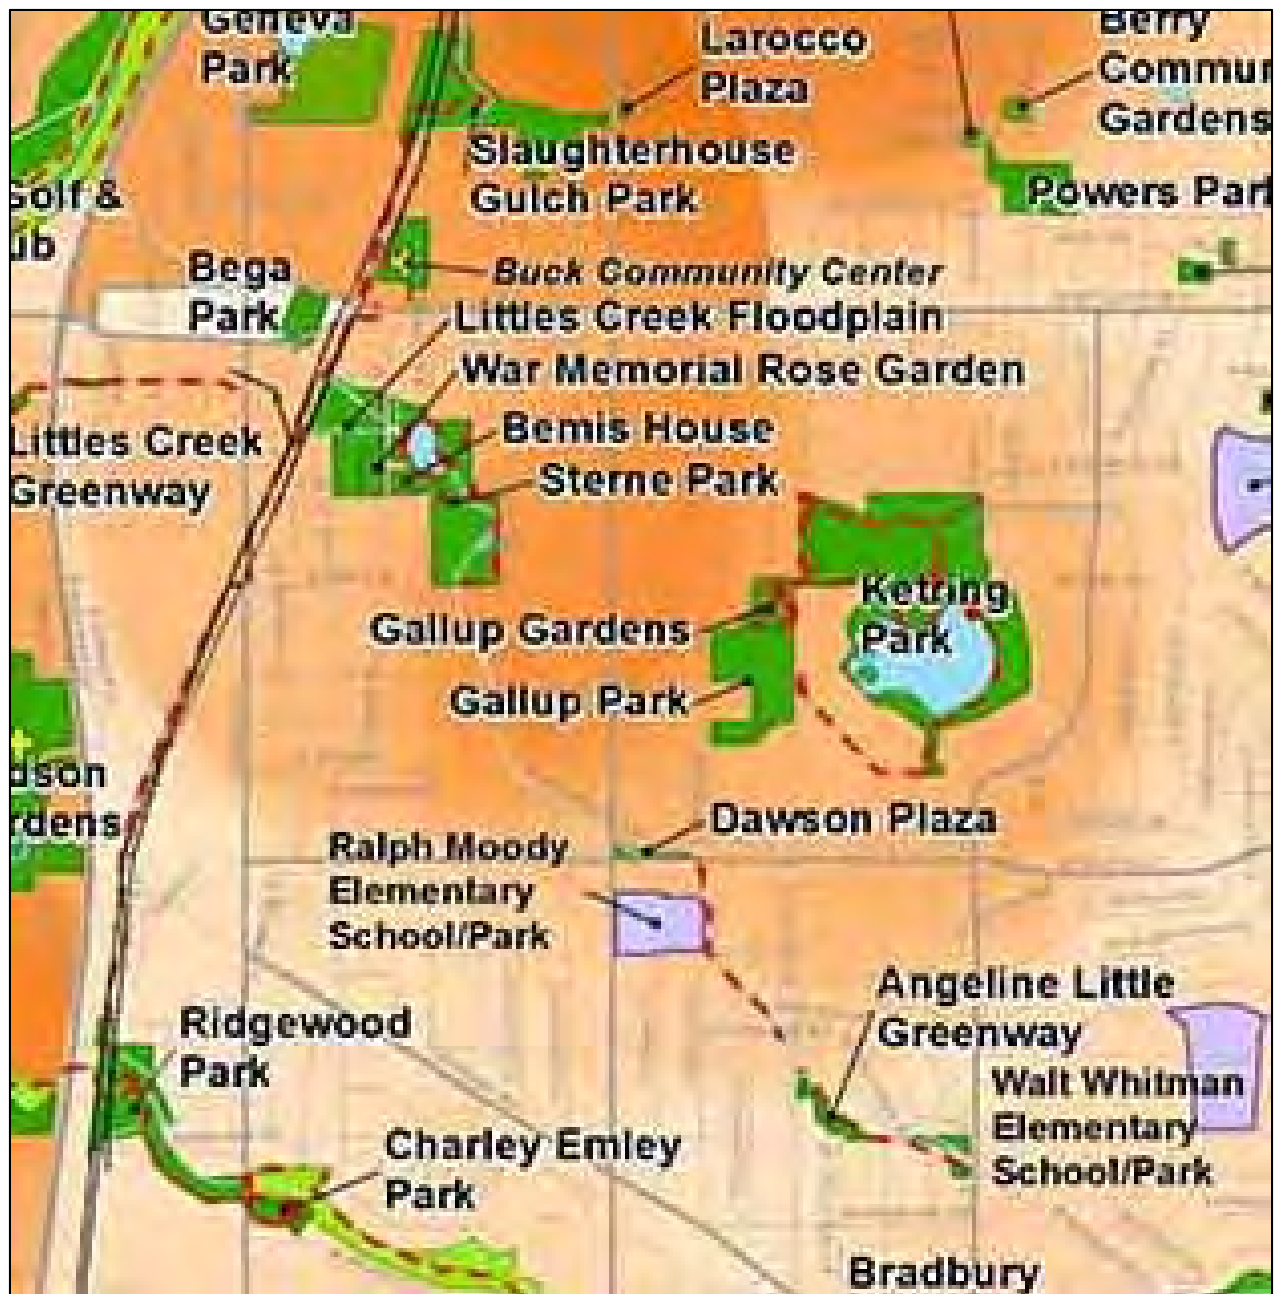 Geneva
Park
Larocco
Plaza
Berry
Commun
Gardens
Slaughterhouse
Gulch Park
Powers Park
Golf &
ub
Bega
Park
Buck Community Center
Littles Creek Floodplain
War Memorial Rose Garden
Bemis House
Sterne Park
Littles Creek
Greenway
Ketring
Park
Gallup Gardens
Gallup Park
dson
rdens
Dawson Plaza
Ralph Moody
Elementary
School/Park
Angeline Little
Greenway
Ridgewood
Park
Walt Whitman
Elementary
School/Park
Charley Emley
Park
Bradbury